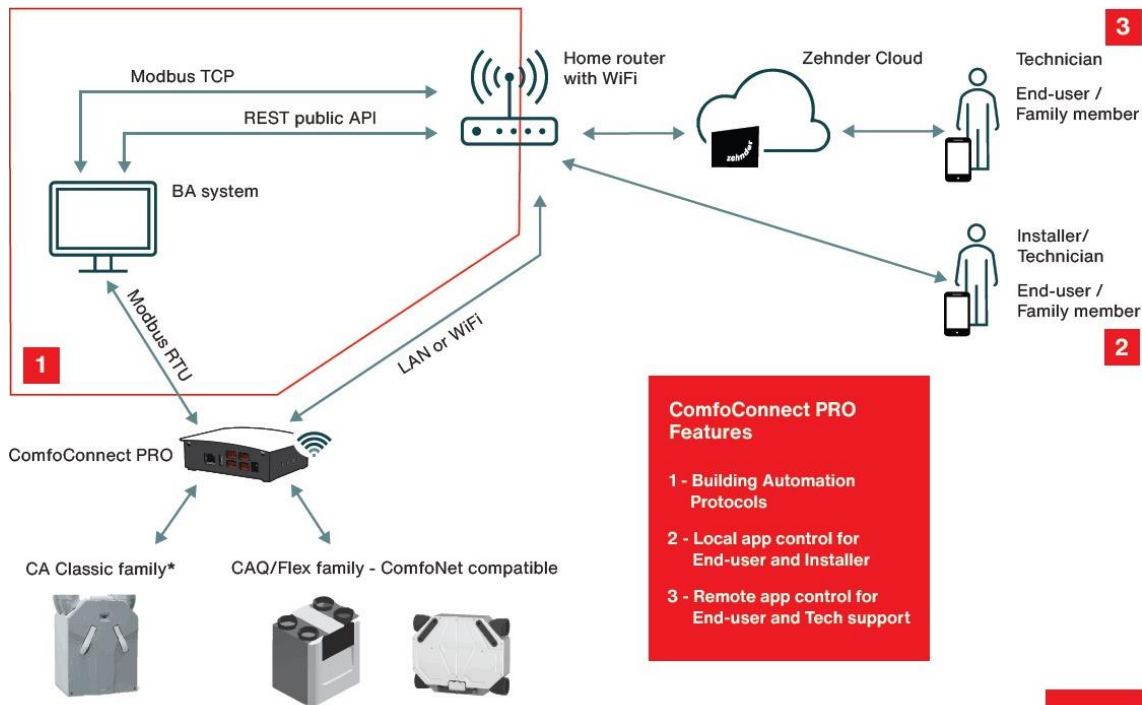 3
Home router
with WiFi
Zehnder Cloud
Technician
End-user /
Family member
Modbus TCP
REST public API
zehnder
BA system
Installer/
Technician
End-user /
Family member
2
Modbus RTU
LAN or WiFi
1
ComfoConnect PRO
ComfoConnect PRO
Features
1 - Building Automation
Protocols
2 - Local app control for
End-user and Installer
3 - Remote app control for
End-user and Tech support
CA Classic family*
CAQ/Flex family - ComfoNet compatible